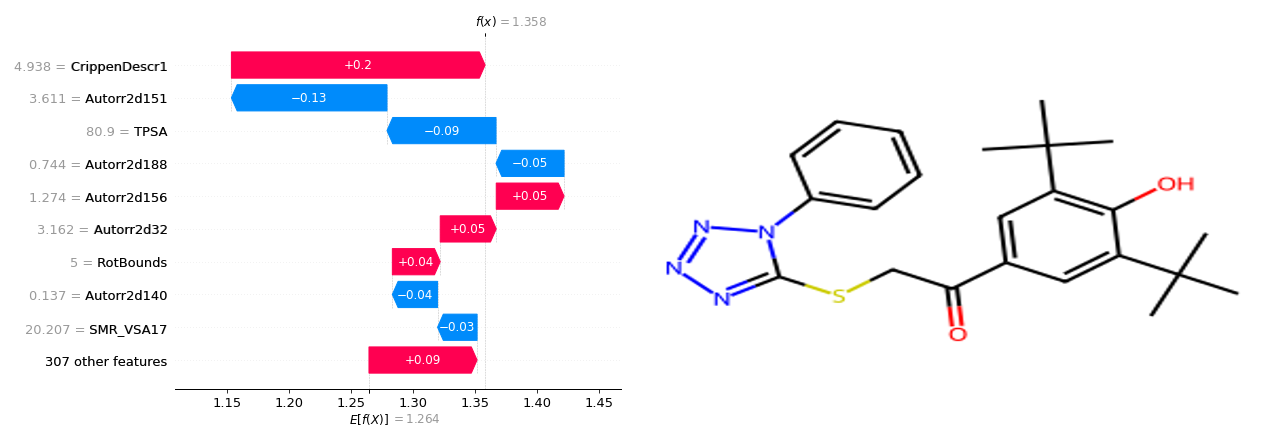 f(x) = 1.358
4.938 = CrippenDescr1
+0.2
3.611 = Autorr2d151
−0.13
80.9 = TPSA
−0.09
0.744 = Autorr2d188
−0.05
1.274 = Autorr2d156
+0.05
3.162 = Autorr2d32
+0.05
5 = RotBounds
+0.04
0.137 = Autorr2d140
−0.04
20.207 = SMR_VSA17
−0.03
307 other features
+0.09
1.15 1.20 1.25 1.30 1.35 1.40 1.45
E[f(X)] = 1.264
OH
N N
N
N S
O